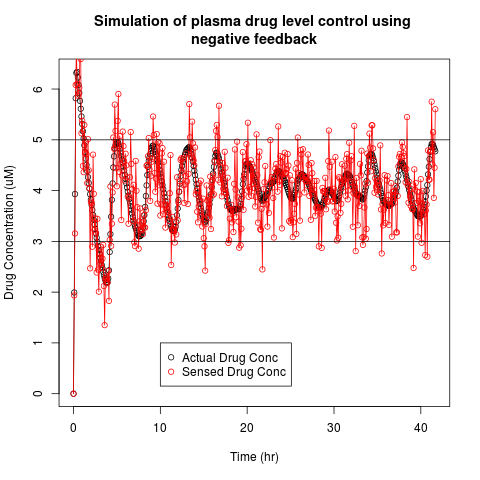 Simulation of plasma drug level control using
negative feedback
Drug Concentration (uM)
6
5
4
3
2
1
0
Actual Drug Conc
Sensed Drug Conc
0 10 20 30 40
Time (hr)